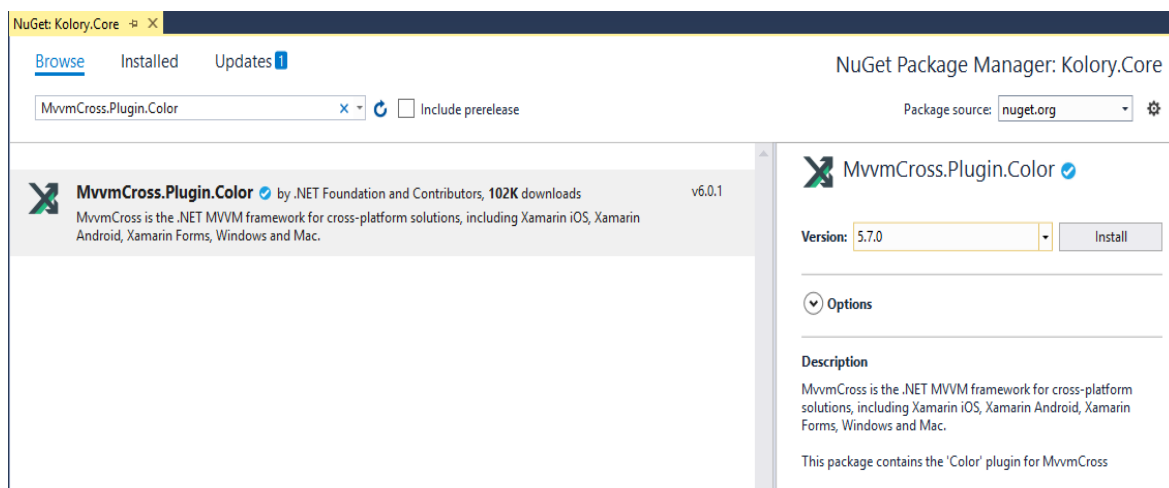 NuGet: Kolory.Core
Browse Installed Updates 1
NuGet Package Manager: Kolory.Core
MvvmCross.Plugin.Color
Include prerelease
Package source: nuget.org
MvvmCross.Plugin.Color by .NET Foundation and Contributors, 102K downloads
v6.0.1
MvvmCross is the .NET MVVM framework for cross-platform solutions, including Xamarin iOS, Xamarin
Android, Xamarin Forms, Windows and Mac.
MvvmCross.Plugin.Color
Version: 5.7.0 Install
Options
Description
MvvmCross is the .NET MVVM framework for cross-platform
solutions, including Xamarin iOS, Xamarin Android, Xamarin
Forms, Windows and Mac.
This package contains the 'Color' plugin for MvvmCross